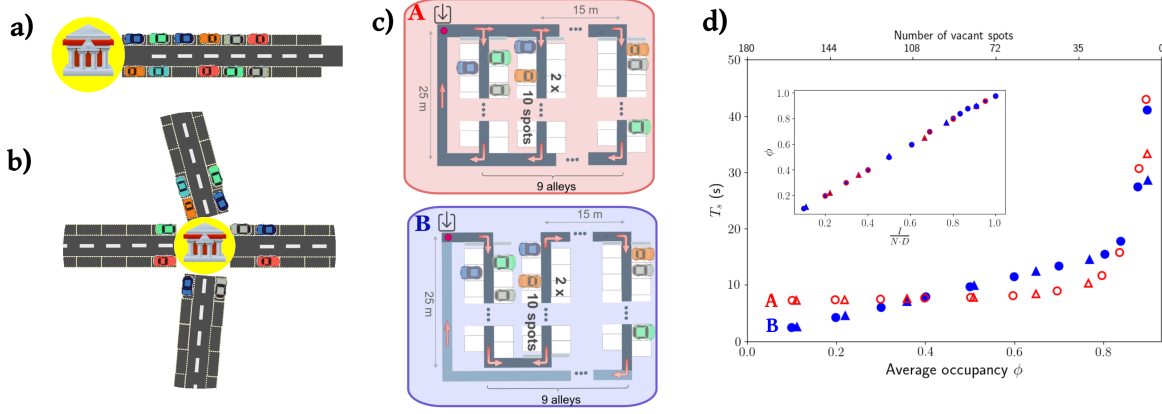 a)
b)
c)
A
15 m
25 m
2 x
10 spots
9 alleys
B
15 m
25 m
2 x
10 spots
9 alleys
d)
Number of vacant spots
180 144 108 72 35 0
50
40
30
20
10
0
T_s (s)
0.0 0.2 0.4 0.6 0.8
Average occupancy ϕ
A
B
1.0
0.8
0.6
0.4
0.2
ϕ
0.2 0.4 0.6 0.8 1.0
I
N·D